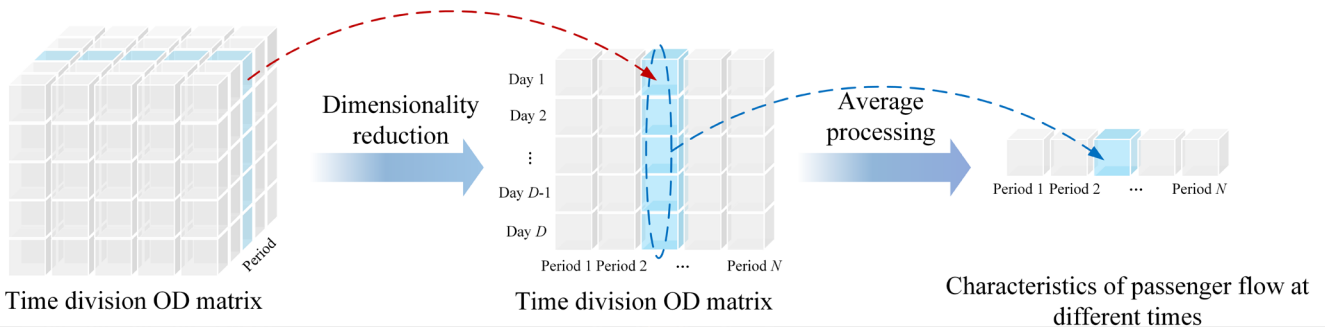 Period
Time division OD matrix
Dimensionality
reduction
Day 1
Day 2
⋮
Day D-1
Day D
Period 1 Period 2 ... Period N
Time division OD matrix
Average
processing
Period 1 Period 2 ... Period N
Characteristics of passenger flow at
different times